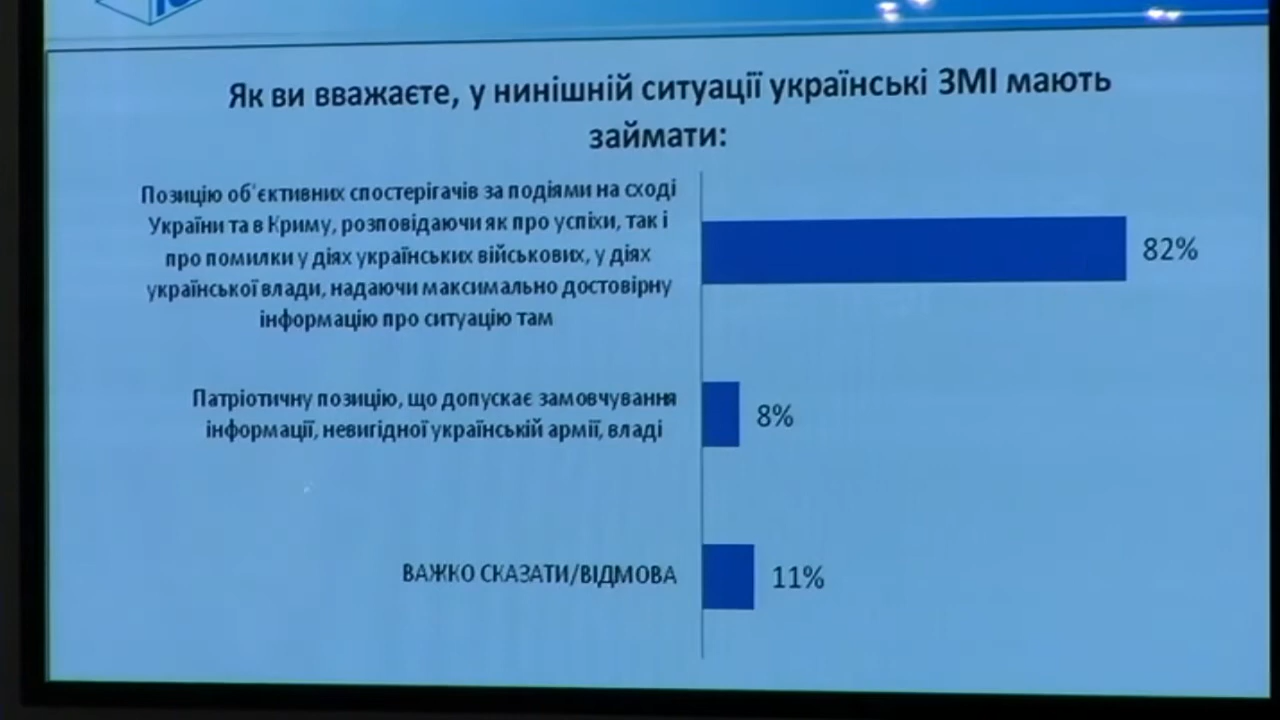 Як ви вважаєте, у нинішній ситуації українські ЗМІ мають
займати:
Позицію об'єктивних спостерігачів за подіями на сході
України та в Криму, розповідаючи як про успіхи, так і
про помилки у діях українських військових, у діях
української влади, надаючи максимально достовірну
інформацію про ситуацію там
82%
Патріотичну позицію, що допускає замовчування
інформації, невигідної українській армії, владі
8%
ВАЖКО СКАЗАТИ/ВІДМОВА
11%